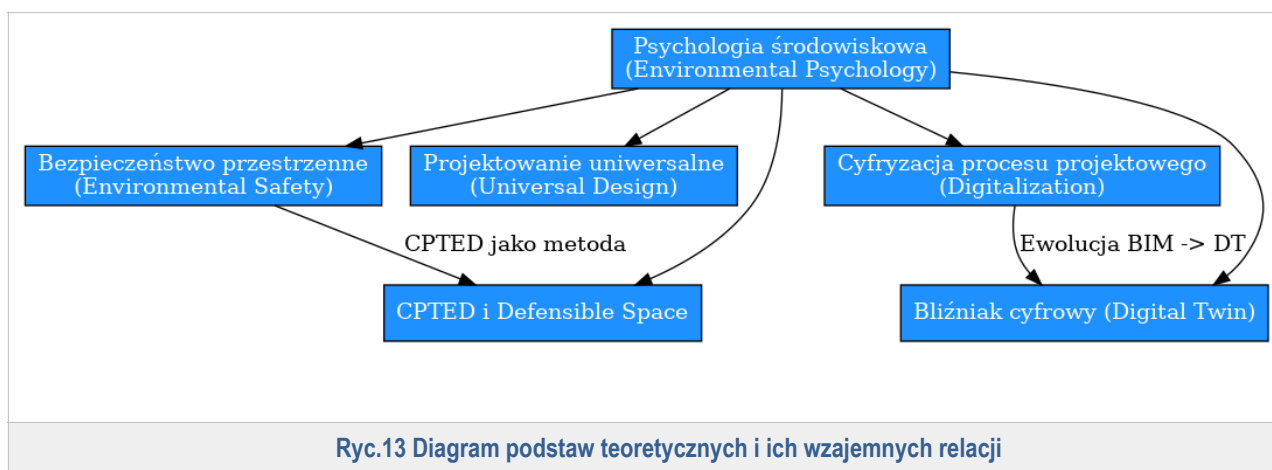 Psychologia środowiskowa
(Environmental Psychology)
Bezpieczeństwo przestrzenne
(Environmental Safety)
Projektowanie uniwersalne
(Universal Design)
Cyfryzacja procesu projektowego
(Digitalization)
CPTED jako metoda
Ewolucja BIM -> DT
CPTED i Defensible Space
Bliźniak cyfrowy (Digital Twin)
Ryc.13 Diagram podstaw teoretycznych i ich wzajemnych relacji